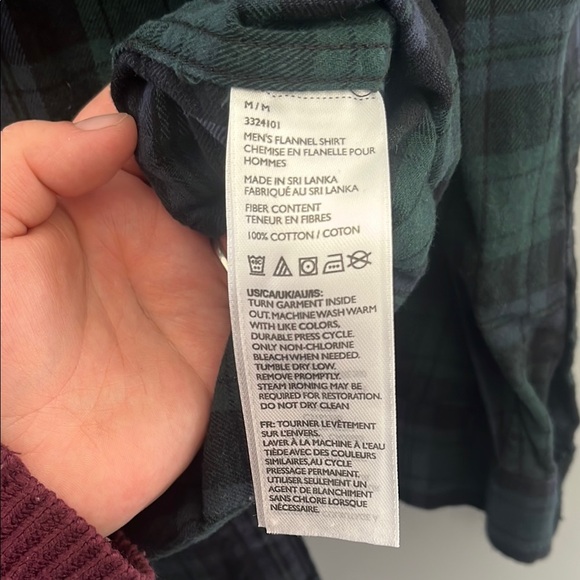 M / M
3324101
MEN'S FLANNEL SHIRT
CHEMISE EN FLANELLE POUR
HOMMES
MADE IN SRI LANKA
FABRIQUÉ AU SRI LANKA
FIBER CONTENT
TENEUR EN FIBRES
100% COTTON / COTON
US/CA/UK/AU/IS:
TURN GARMENT INSIDE
OUT. MACHINE WASH WARM
WITH LIKE COLORS,
DURABLE PRESS CYCLE.
ONLY NON-CHLORINE
BLEACH WHEN NEEDED.
TUMBLE DRY LOW.
REMOVE PROMPTLY.
STEAM IRONING MAY BE
REQUIRED FOR RESTORATION.
DO NOT DRY CLEAN
FR: TOURNER LE VÊTEMENT
SUR L'ENVERS.
LAVER À LA MACHINE À L'EAU
TIÈDE AVEC DES COULEURS
SIMILAIRES, AU CYCLE
PRESSAGE PERMANENT.
UTILISER SEULEMENT UN
AGENT DE BLANCHIMENT
SANS CHLORE LORSQUE
NÉCESSAIRE.